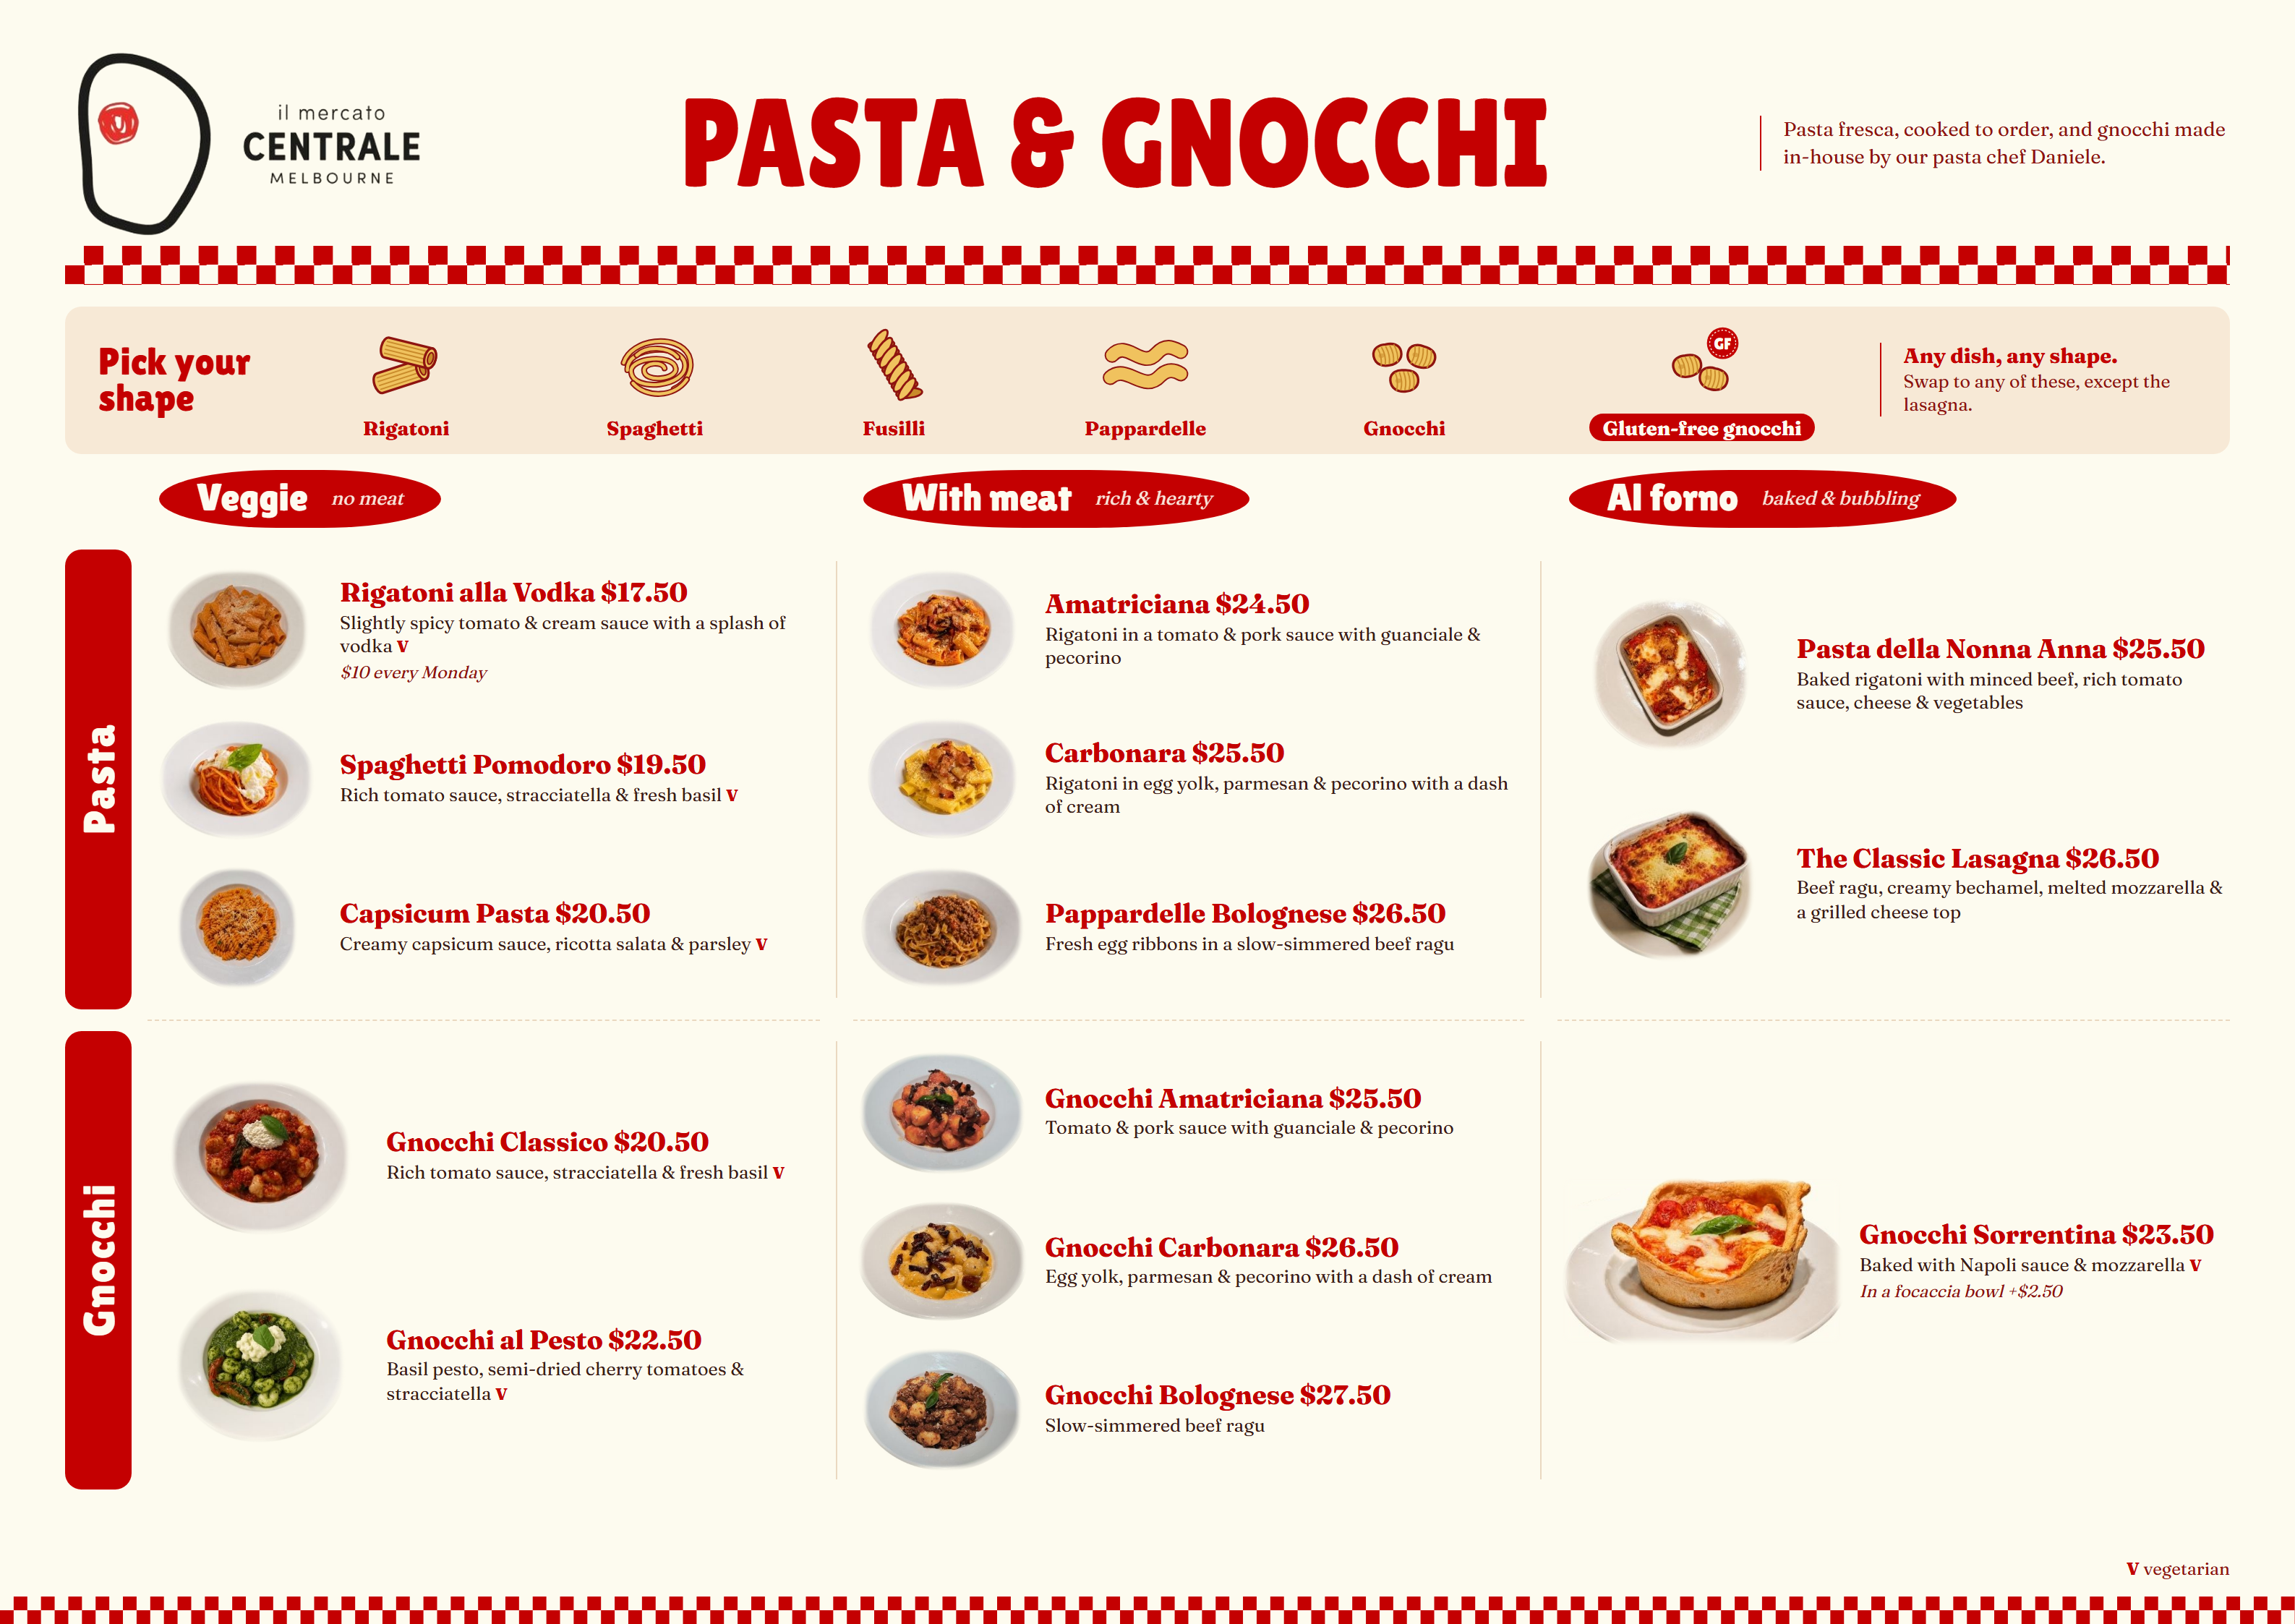 il mercato
CENTRALE
MELBOURNE
PASTA & GNOCCHI
Pasta fresca, cooked to order, and gnocchi made
in-house by our pasta chef Daniele.
Pick your
shape
Rigatoni
Spaghetti
Fusilli
Pappardelle
Gnocchi
GF
Gluten-free gnocchi
Any dish, any shape.
Swap to any of these, except the
lasagna.
Veggie no meat
With meat rich & hearty
Al forno baked & bubbling
Pasta
Rigatoni alla Vodka $17.50
Slightly spicy tomato & cream sauce with a splash of
vodka V
$10 every Monday
Spaghetti Pomodoro $19.50
Rich tomato sauce, stracciatella & fresh basil V
Capsicum Pasta $20.50
Creamy capsicum sauce, ricotta salata & parsley V
Amatriciana $24.50
Rigatoni in a tomato & pork sauce with guanciale &
pecorino
Carbonara $25.50
Rigatoni in egg yolk, parmesan & pecorino with a dash
of cream
Pappardelle Bolognese $26.50
Fresh egg ribbons in a slow-simmered beef ragu
Pasta della Nonna Anna $25.50
Baked rigatoni with minced beef, rich tomato
sauce, cheese & vegetables
The Classic Lasagna $26.50
Beef ragu, creamy bechamel, melted mozzarella &
a grilled cheese top
Gnocchi
Gnocchi Classico $20.50
Rich tomato sauce, stracciatella & fresh basil V
Gnocchi al Pesto $22.50
Basil pesto, semi-dried cherry tomatoes &
stracciatella V
Gnocchi Amatriciana $25.50
Tomato & pork sauce with guanciale & pecorino
Gnocchi Carbonara $26.50
Egg yolk, parmesan & pecorino with a dash of cream
Gnocchi Bolognese $27.50
Slow-simmered beef ragu
Gnocchi Sorrentina $23.50
Baked with Napoli sauce & mozzarella V
In a focaccia bowl +$2.50
V vegetarian